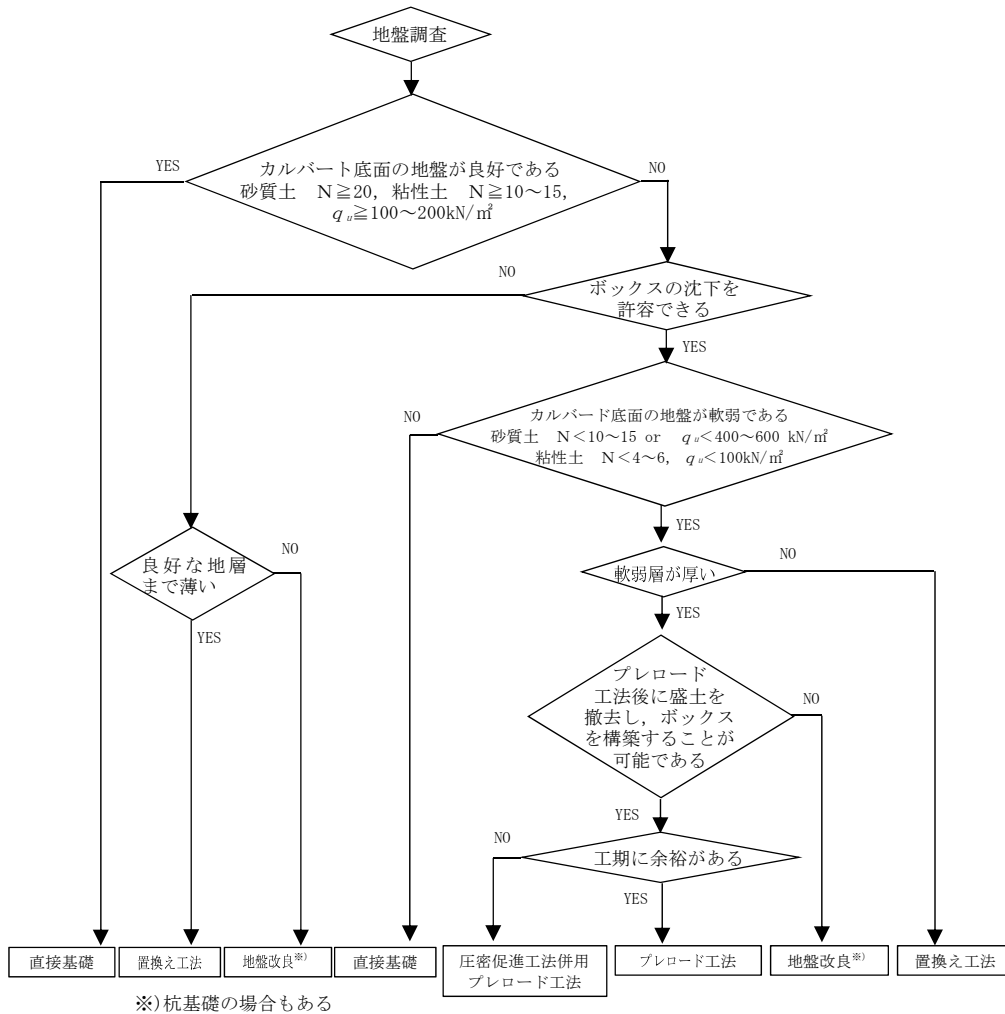 地盤調査
YES
カルバート底面の地盤が良好である
砂質土　N≧20，粘性土　N≧10～15，
qu≧100～200kN/㎡
NO
NO
ボックスの沈下を
許容できる
YES
NO
カルバード底面の地盤が軟弱である
砂質土　N＜10～15 or　qu＜400～600 kN/㎡
粘性土　N＜4～6，qu＜100kN/㎡
YES
良好な地層
まで薄い
NO
YES
軟弱層が厚い
NO
YES
プレロード
工法後に盛土を
撤去し，ボックス
を構築することが
可能である
NO
YES
NO
工期に余裕がある
YES
直接基礎
置換え工法
地盤改良※）
直接基礎
圧密促進工法併用
プレロード工法
プレロード工法
地盤改良※）
置換え工法
※）杭基礎の場合もある